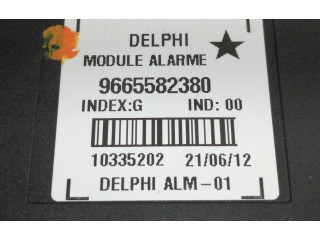 DELPHI
MODULE ALARME
9665582380
INDEX:G IND: 00
10335202 21/06/12
DELPHI ALM-01